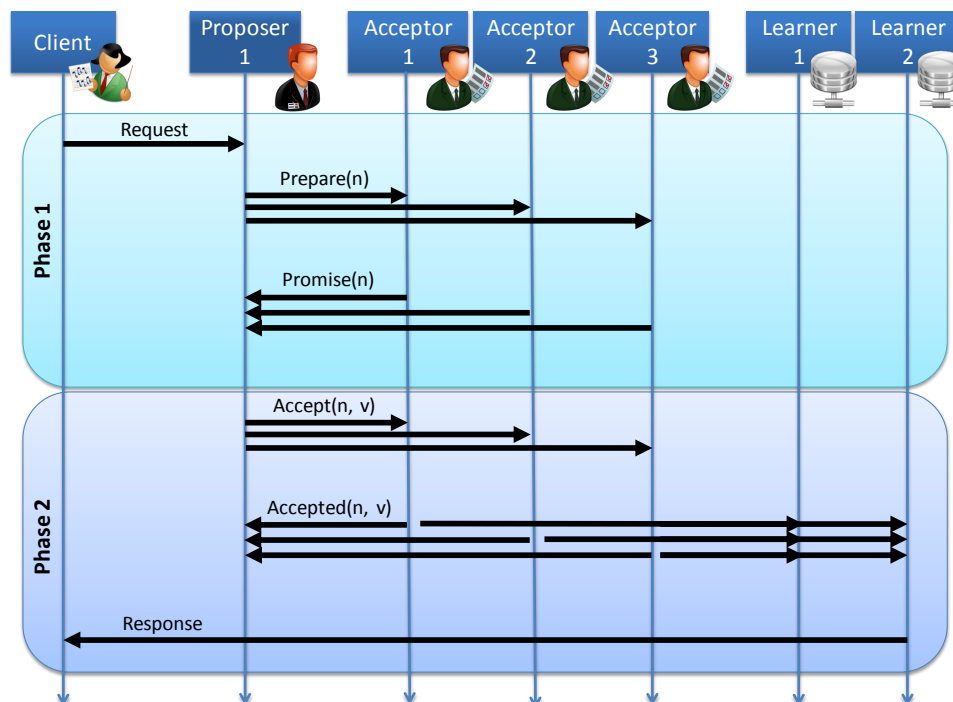 Client
Proposer
1
Acceptor
1
Acceptor
2
Acceptor
3
Learner
1
Learner
2
Phase 1
Request
Prepare(n)
Promise(n)
Phase 2
Accept(n, v)
Accepted(n, v)
Response